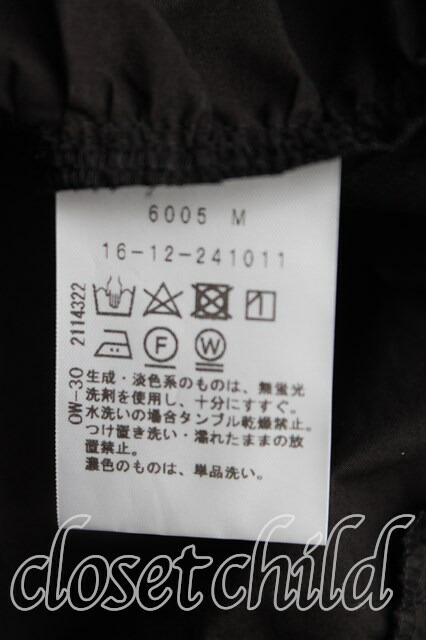 6005 M
16-12-241011
OW-30 2114322
F
W
生成・淡色系のものは、無蛍光
洗剤を使用し、十分にすすぐ。
水洗いの場合タンブル乾燥禁止。
つけ置き洗い・濡れたままの放
置禁止。
濃色のものは、単品洗い。
closet child